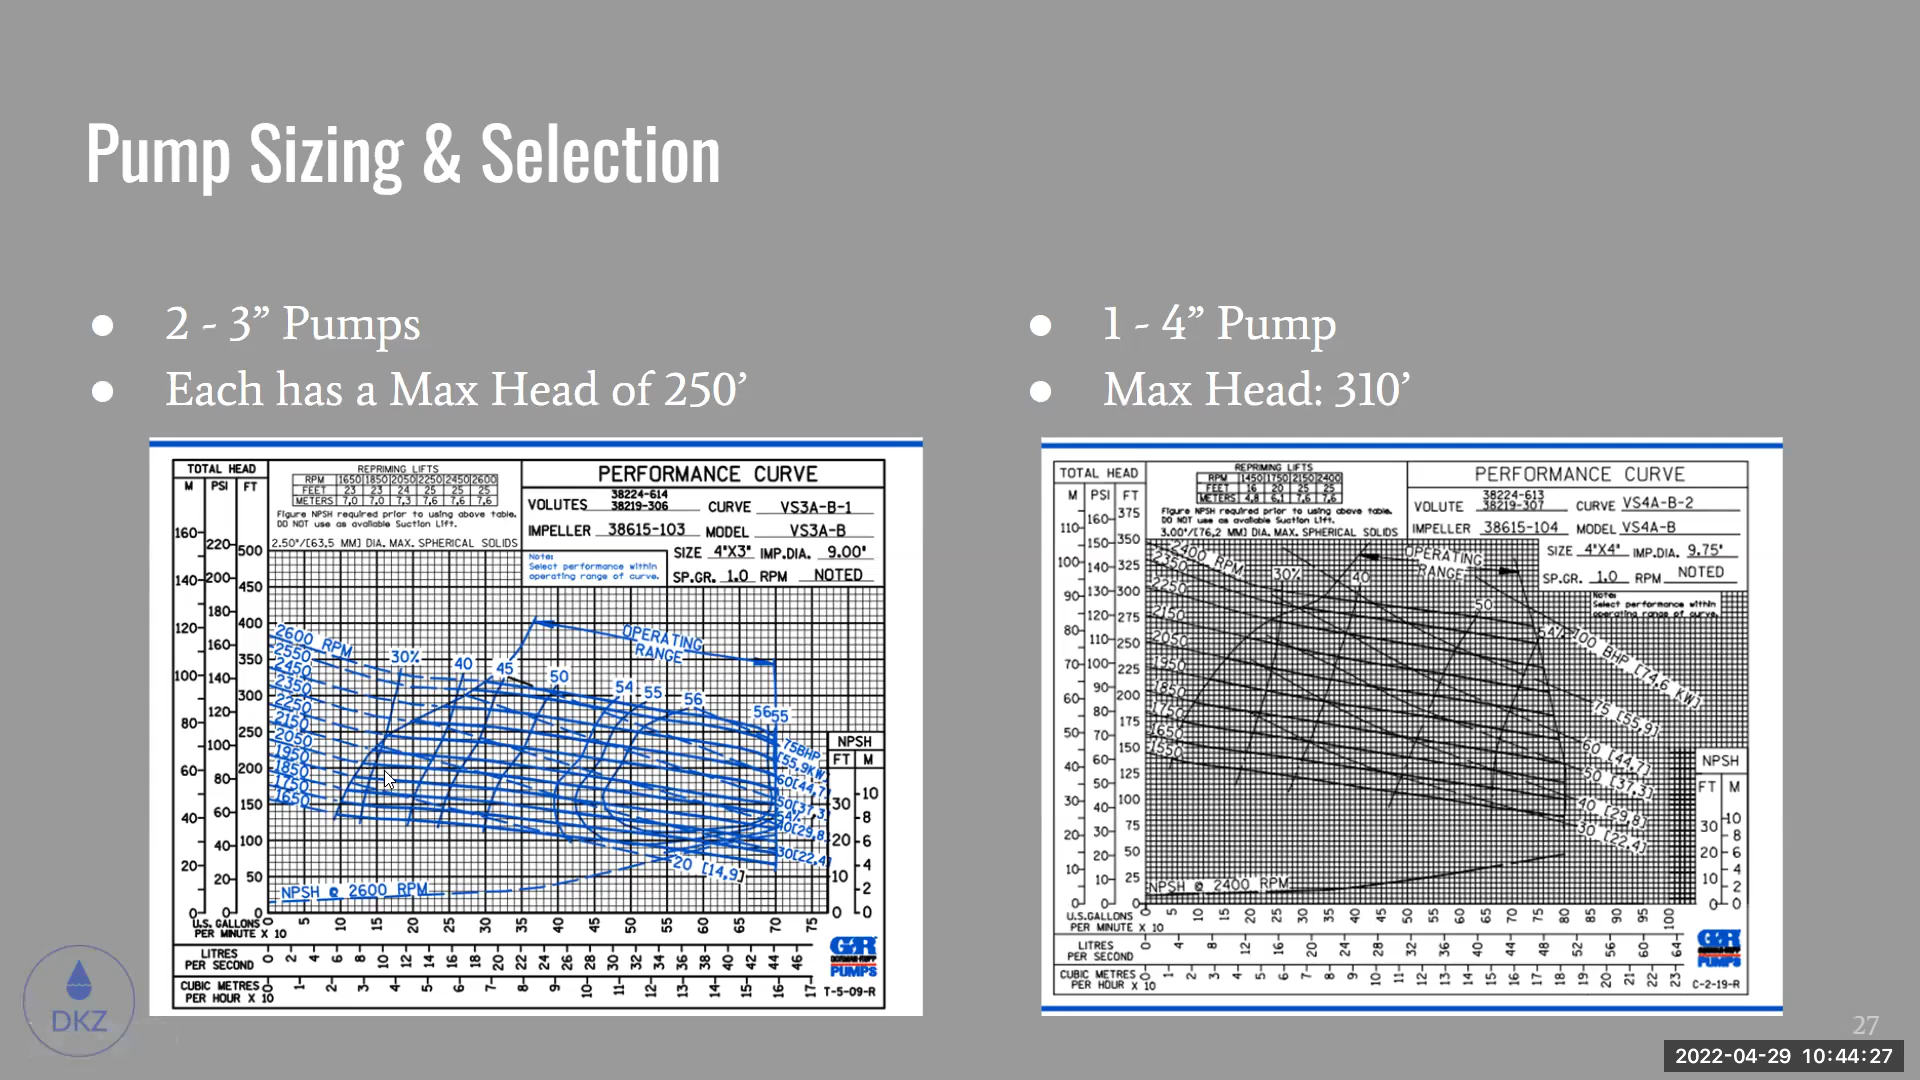 Pump Sizing & Selection
● 2 - 3” Pumps
● Each has a Max Head of 250’
● 1 - 4” Pump
● Max Head: 310’
TOTAL HEAD
M PSI FT
REPRIMING LIFTS
RPM 1650 1850 2050 2250 2450 2600
FEET 23 23 24 25 25 25
METERS 7,0 7,0 7,3 7,6 7,6 7,6
Figure NPSH required prior to using above table.
DO NOT use as available Suction Lift.
2.50"/[63,5 MM] DIA. MAX. SPHERICAL SOLIDS
PERFORMANCE CURVE
VOLUTES 38224-614 38219-306 CURVE VS3A-B-1
IMPELLER 38615-103 MODEL VS3A-B
SIZE 4"X3" IMP.DIA. 9.00"
SP.GR. 1.0 RPM NOTED
Note:
Select performance within
operating range of curve.
160 140 120 100 80 60 40 20 0
220 200 180 160 140 120 100 80 60 40 20 0
500 450 400 350 300 250 200 150 100 50 0
2600 RPM
2550
2450
2350
2250
2150
2050
1950
1850
1750
1650
30% 40 45 50 54 55 56 56 55
OPERATING
RANGE
75BHP
[55,9KW]
60[44,7]
50[37,3]
40[29,8]
30[22,4]
20 [14,9]
NPSH @ 2600 RPM
NPSH
FT M
30 20 10 0
10 8 6 4 2 0
U.S. GALLONS
PER MINUTE X 10
0 5 10 15 20 25 30 35 40 45 50 55 60 65 70 75
LITRES
PER SECOND
0 2 4 6 8 10 12 14 16 18 20 22 24 26 28 30 32 34 36 38 40 42 44 46
CUBIC METRES
PER HOUR X 10
0 1 2 3 4 5 6 7 8 9 10 11 12 13 14 15 16 17
GR
GORMAN-RUPP
PUMPS
T-5-09-R
TOTAL HEAD
M PSI FT
REPRIMING LIFTS
RPM 1450 1750 2150 2400
FEET 16 20 25 25
METERS 4,8 6,1 7,6 7,6
Figure NPSH required prior to using above table.
DO NOT use as available Suction Lift.
3.00"/[76,2 MM] DIA. MAX. SPHERICAL SOLIDS
PERFORMANCE CURVE
VOLUTE 38224-613 38219-307 CURVE VS4A-B-2
IMPELLER 38615-104 MODEL VS4A-B
SIZE 4"X4" IMP.DIA. 9.75"
SP.GR. 1.0 RPM NOTED
Note:
Select performance within
operating range of curve.
110 100 90 80 70 60 50 40 30 20 10 0
160 150 140 130 120 110 100 90 80 70 60 50 40 30 20 10 0
375 350 325 300 275 250 225 200 175 150 125 100 75 50 25 0
2400 RPM
2350
2250
2150
2050
1950
1850
1750
1650
1550
30% 40 50
OPERATING
RANGE
100 BHP [74,6 KW]
75 [55,9]
60 [44,7]
50 [37,3]
40 [29,8]
30 [22,4]
NPSH @ 2400 RPM
NPSH
FT M
30 20 10 0
10 8 6 4 2 0
U.S.GALLONS
PER MINUTE X 10
0 5 10 15 20 25 30 35 40 45 50 55 60 65 70 75 80 85 90 95 100
LITRES
PER SECOND
0 4 8 12 16 20 24 28 32 36 40 44 48 52 56 60 64
CUBIC METRES
PER HOUR X 10
0 1 2 3 4 5 6 7 8 9 10 11 12 13 14 15 16 17 18 19 20 21 22 23
GR
GORMAN-RUPP
PUMPS
C-2-19-R
DKZ
27
2022-04-29 10:44:27